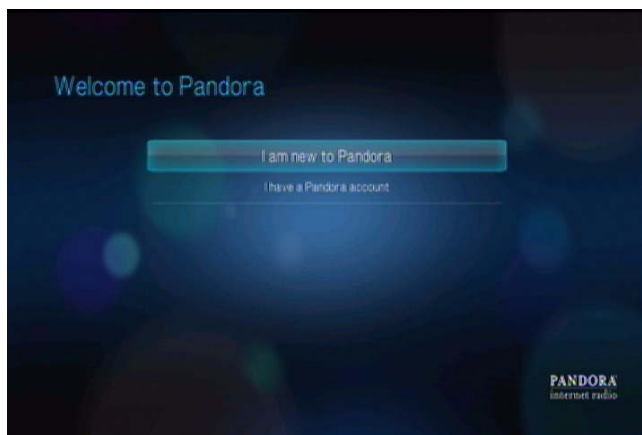 Welcome to Pandora
I am new to Pandora
I have a Pandora account
PANDORA
internet radio